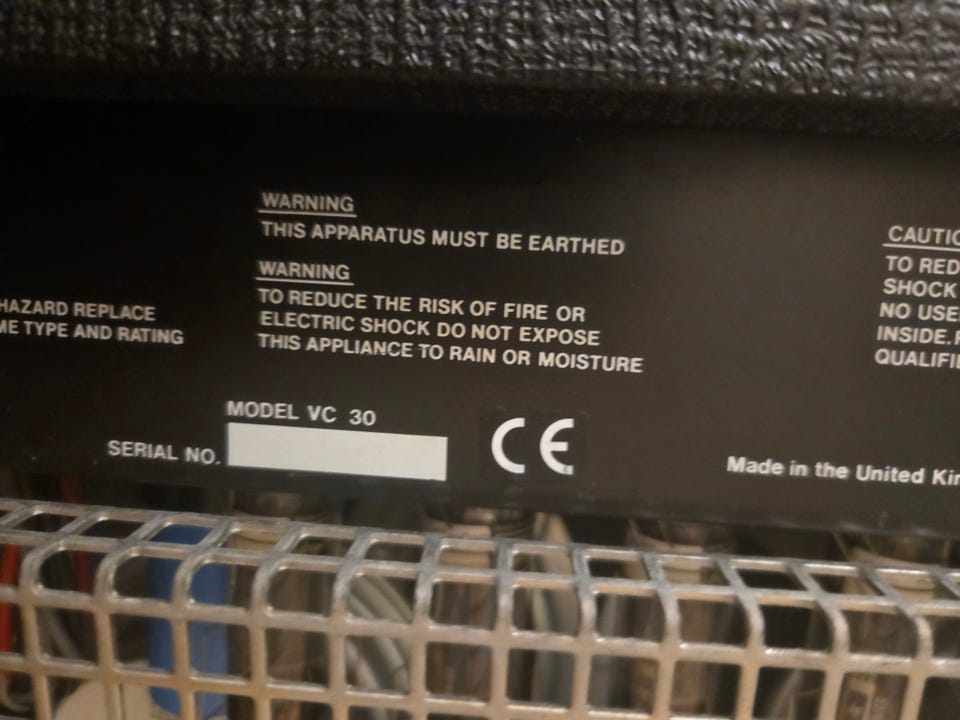 WARNING
THIS APPARATUS MUST BE EARTHED
WARNING
TO REDUCE THE RISK OF FIRE OR
ELECTRIC SHOCK DO NOT EXPOSE
THIS APPLIANCE TO RAIN OR MOISTURE
HAZARD REPLACE
ME TYPE AND RATING
CAUTIO
TO RED
SHOCK
NO USE
INSIDE.
QUALIFIE
MODEL VC 30
SERIAL NO.
CE
Made in the United Kin